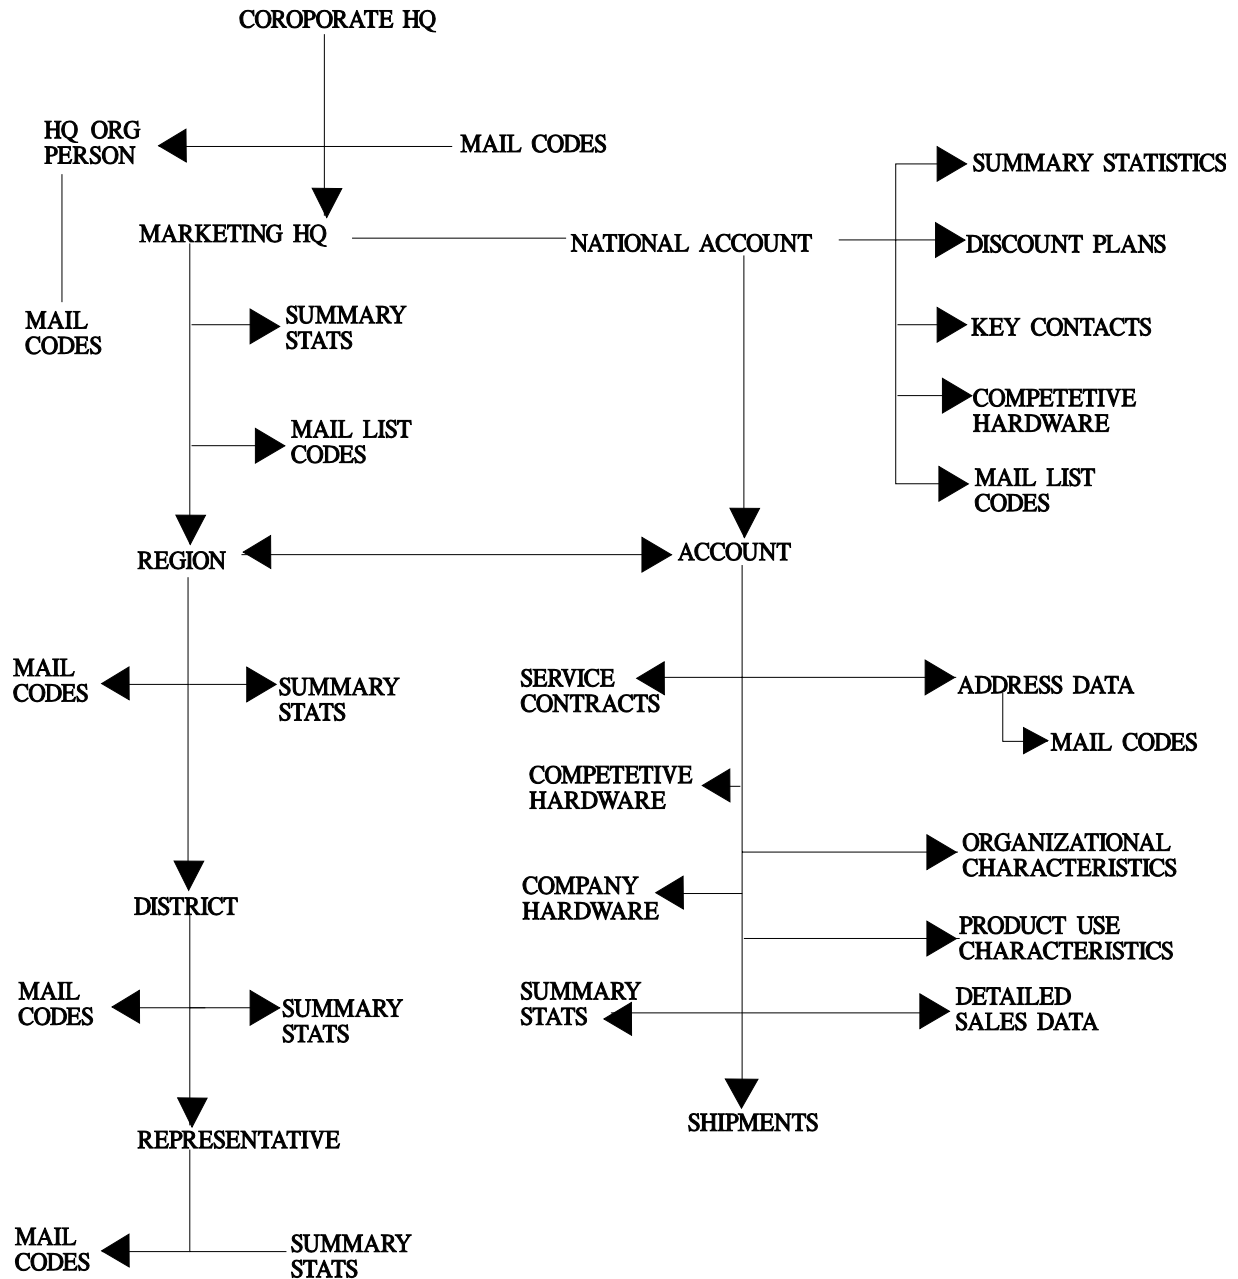 COROPORATE HQ
HQ ORG
PERSON
MAIL CODES
SUMMARY STATISTICS
MARKETING HQ
NATIONAL ACCOUNT
DISCOUNT PLANS
MAIL
CODES
SUMMARY
STATS
KEY CONTACTS
COMPETETIVE
HARDWARE
MAIL LIST
CODES
MAIL LIST
CODES
REGION
ACCOUNT
MAIL
CODES
SUMMARY
STATS
SERVICE
CONTRACTS
ADDRESS DATA
MAIL CODES
COMPETETIVE
HARDWARE
ORGANIZATIONAL
CHARACTERISTICS
COMPANY
HARDWARE
DISTRICT
PRODUCT USE
CHARACTERISTICS
MAIL
CODES
SUMMARY
STATS
SUMMARY
STATS
DETAILED
SALES DATA
SHIPMENTS
REPRESENTATIVE
MAIL
CODES
SUMMARY
STATS